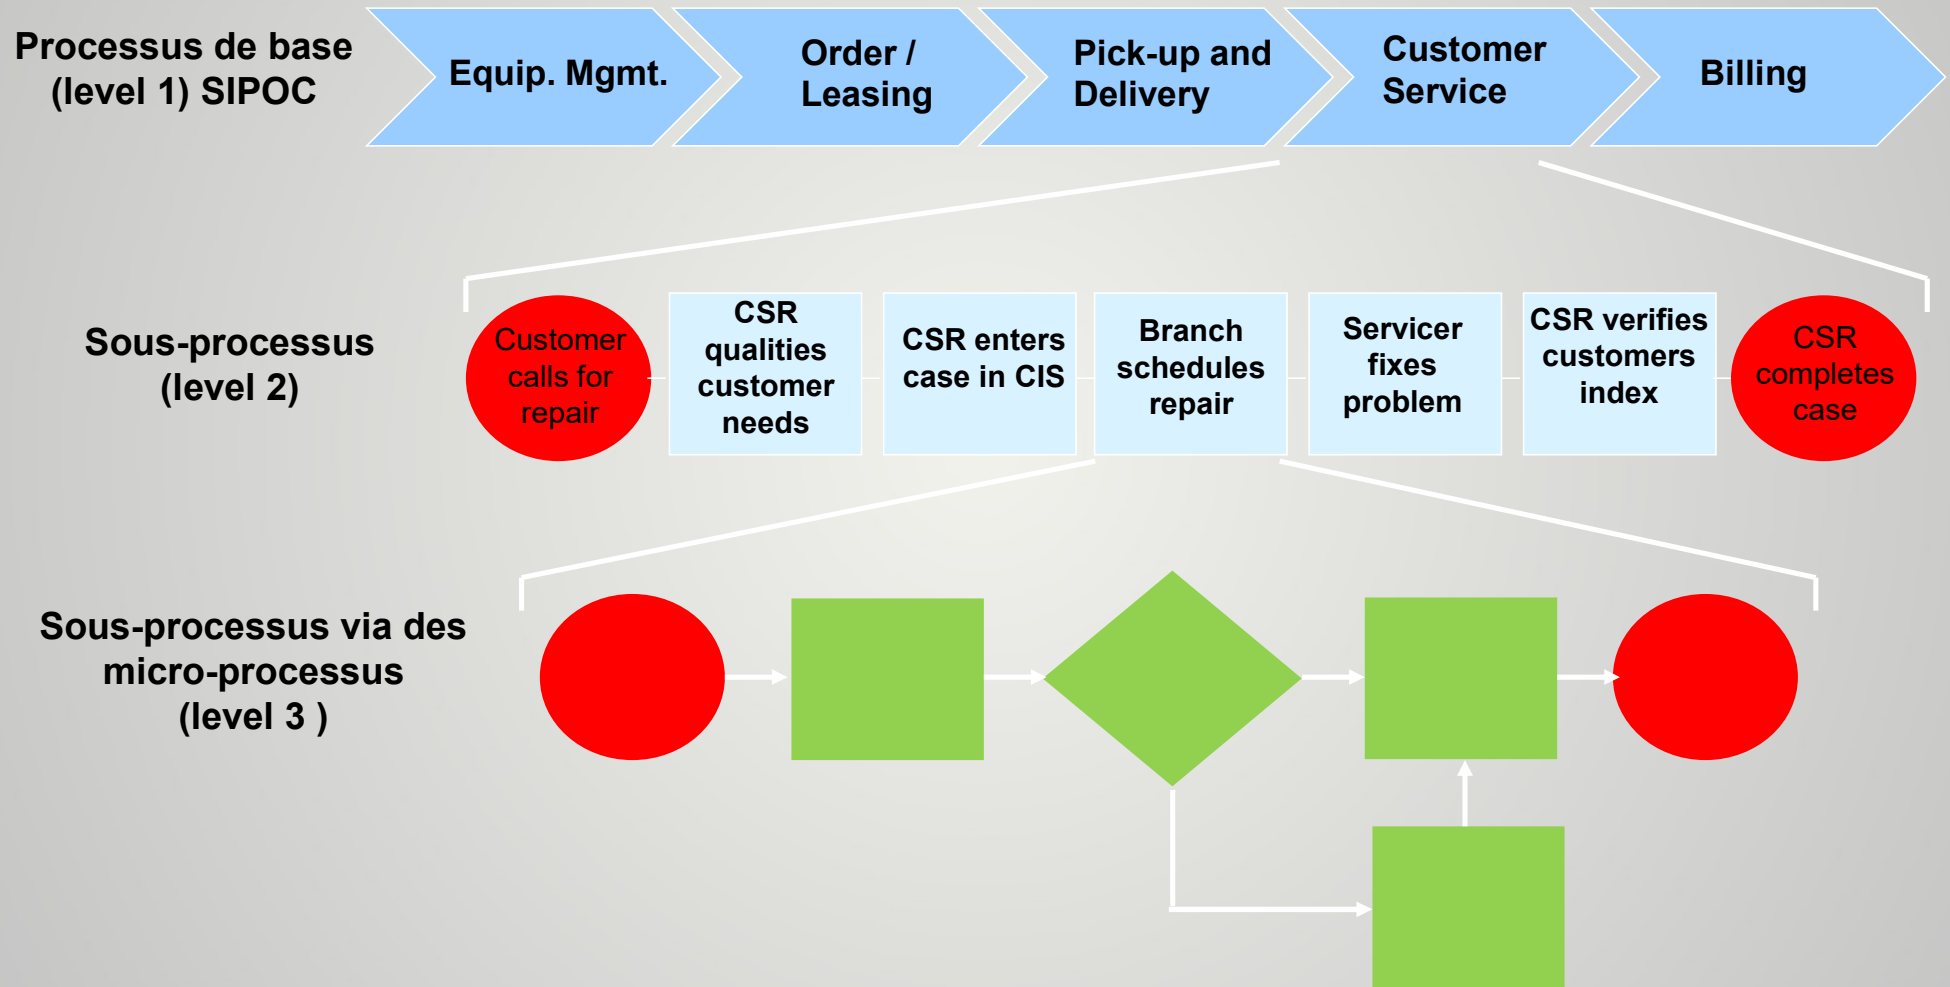 Processus de base
(level 1) SIPOC
Equip. Mgmt.
Order /
Leasing
Pick-up and
Delivery
Customer
Service
Billing
Sous-processus
(level 2)
Customer
calls for
repair
CSR
qualities
customer
needs
CSR enters
case in CIS
Branch
schedules
repair
Servicer
fixes
problem
CSR verifies
customers
index
CSR
completes
case
Sous-processus via des
micro-processus
(level 3 )